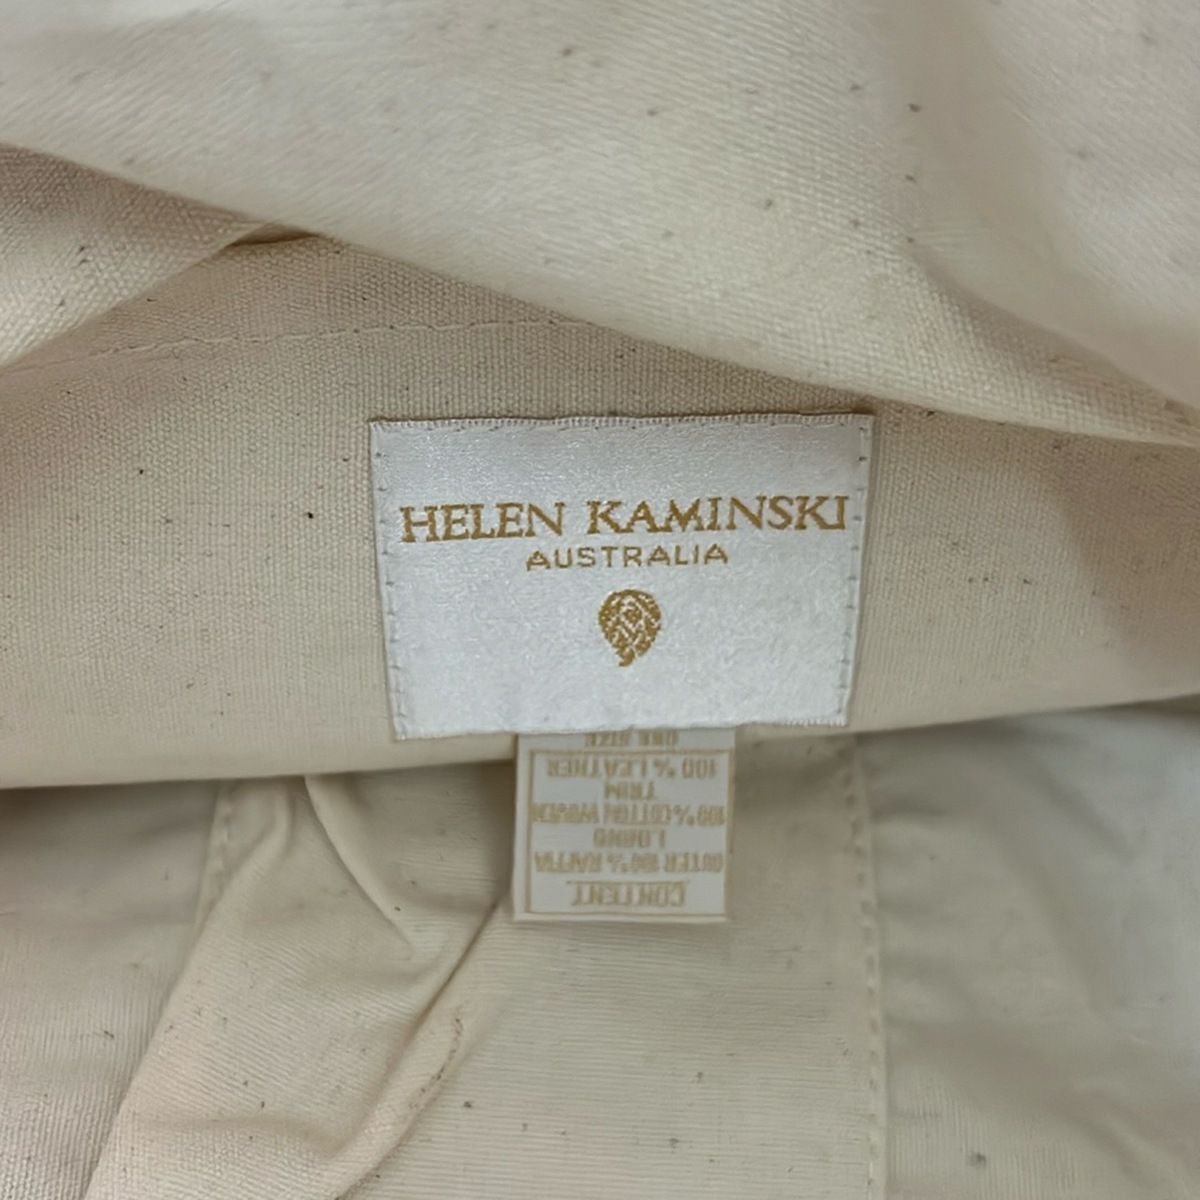 HELEN KAMINSKI
AUSTRALIA
CONTENT
OUTER 100% RAFFIA
LINING
100% COTTON WOVEN
TRIM
100% LEATHER
ONE SIZE